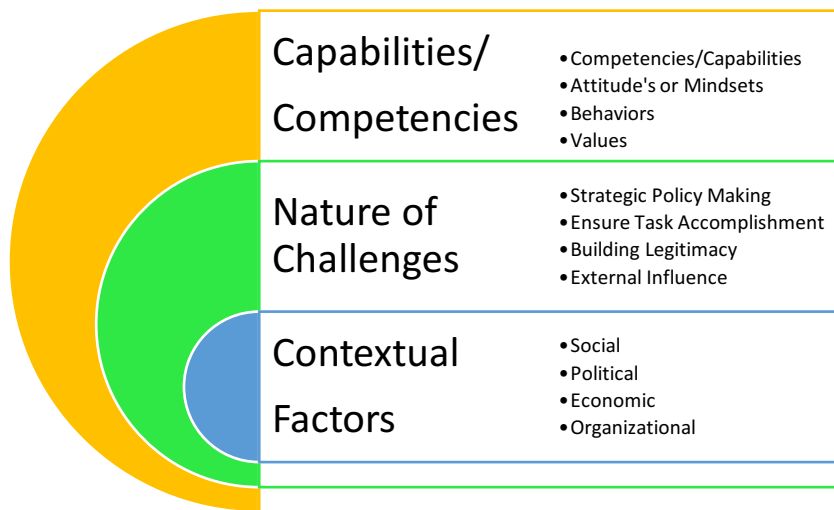 Capabilities/
Competencies
•Competencies/Capabilities
•Attitude's or Mindsets
•Behaviors
•Values
Nature of
Challenges
•Strategic Policy Making
•Ensure Task Accomplishment
•Building Legitimacy
•External Influence
Contextual
Factors
•Social
•Political
•Economic
•Organizational